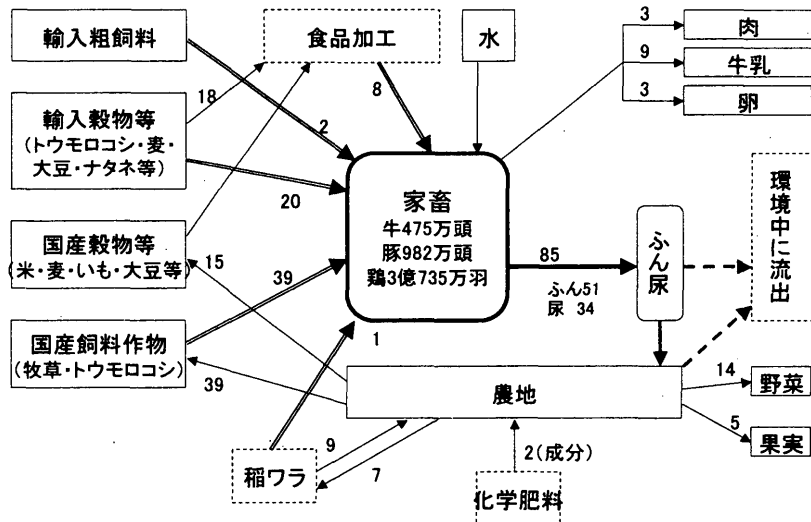 輸入粗飼料
食品加工
水
3
肉
9
牛乳
3
卵
18
8
輸入穀物等
(トウモロコシ・麦・
大豆・ナタネ等)
2
20
家畜
牛475万頭
豚982万頭
鶏3億735万羽
環境中に流出
国産穀物等
(米・麦・いも・大豆等)
15
39
85
ふん51
尿 34
ふん尿
国産飼料作物
(牧草・トウモロコシ)
39
1
農地
14
野菜
5
果実
9
7
稲ワラ
2(成分)
化学肥料